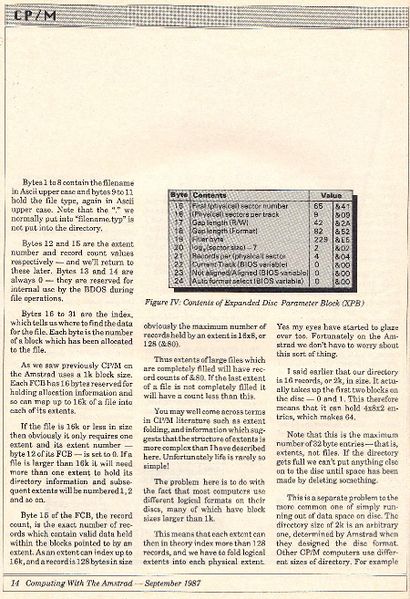 CP/M
Bytes 1 to 8 contain the filename
in Ascii upper case and bytes 9 to 11
hold the file type, again in Ascii
upper case. Note that the "." we
normally put into "filename.typ" is
not put into the directory.
Bytes 12 and 15 are the extent
number and record count values
respectively — and we'll return to
these later. Bytes 13 and 14 are
always 0 — they are reserved for
internal use by the BDOS during
file operations.
Bytes 16 to 31 are the index,
which tells us where to find the data
for the file. Each byte is the number
of a block which has been allocated
to the file.
As we saw previously CP/M on
the Amstrad uses a 1k block size.
Each FCB has 16 bytes reserved for
holding allocation information and
so can map up to 16k of a file into
each of its extents.
If the file is 16k or less in size
then obviously it only requires one
extent and its extent number —
byte 12 of its FCB — is set to 0. If a
file is larger than 16k it will need
more than one extent to hold its
directory information and subse-
quent extents will be numbered 1, 2
and so on.
Byte 15 of the FCB, the record
count, is the exact number of re-
cords which contain valid data held
within the blocks pointed to by an
extent. As an extent can index up to
16k, and a record is 128 bytes in size
Byte Contents Value
15 First (physical) sector number 65 &41
16 (Physical) sectors per track 9 &09
17 Gap length (R/W) 42 &2A
18 Gap length (Format) 82 &52
19 Filler byte 229 &E5
20 log₂ (sector size) – 7 2 &02
21 Records per (physical) sector 4 &04
22 Current Track (BIOS variable) 0 &00
23 Not aligned/Aligned (BIOS variable) 0 &00
24 Auto format select (BIOS variable) 0 &00
Figure IV: Contents of Expanded Disc Parameter Block (XPB)
obviously the maximum number of
records held by an extent is 16x8, or
128 (&80).
Thus extents of large files which
are completely filled will have rec-
ord counts of &80. If the last extent
of a file is not completely filled it
will have a count less than this.
You may well come across terms
in CP/M literature such as extent
folding, and information which sug-
gests that the structure of extents is
more complex than I have described
here. Unfortunately life is rarely so
simple!
The problem here is to do with
the fact that most computers use
different logical formats on their
discs, many of which have block
sizes larger than 1k.
This means that each extent can
then in theory index more than 128
records, and we have to fold logical
extents into each physical extent.
Yes my eyes have started to glaze
over too. Fortunately on the Amst-
rad we don't have to worry about
this sort of thing.
I said earlier that our directory
is 16 records, or 2k, in size. It actu-
ally takes up the first two blocks on
the disc — 0 and 1. This therefore
means that it can hold 4x8x2 en-
tries, which makes 64.
Note that this is the maximum
number of 32 byte entries — that is,
extents, not files. If the directory
gets full we can't put anything else
on to the disc until space has been
made by deleting something.
This is a separate problem to the
more common one of simply run-
ning out of data space on disc. The
directory size of 2k is an arbitrary
one, determined by Amstrad when
they designed the disc format.
Other CP/M computers use differ-
ent sizes of directory. For example
14 Computing With The Amstrad — September 1987